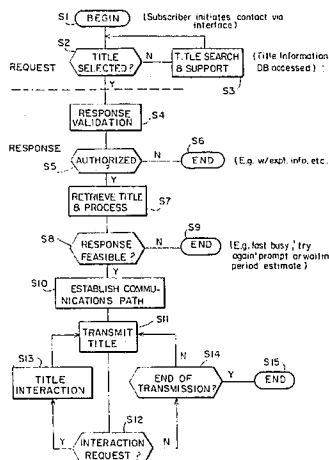 S1
BEGIN
(Subscriber initiates contact via
interface)
S2
TITLE
SELECTED?
N
TITLE SEARCH
& SUPPORT
(Title Information
DB accessed)
S3
REQUEST
Y
RESPONSE
VALIDATION
S4
RESPONSE
S5
AUTHORIZED
?
N
S6
END
(E.g. w/expl. info, etc.
Y
RETRIEVE TITLE
& PROCESS
S7
S8
RESPONSE
FEASIBLE?
N
S9
END
(E.g. fast busy, "try
again" prompt or waitin
period estimate)
Y
S10
ESTABLISH COMMU-
NICATIONS PATH
S11
TRANSMIT
TITLE
S13
TITLE
INTERACTION
N
S14
END OF
TRANSMISSION?
Y
S15
END
S12
Y
INTERACTION
REQUEST?
N